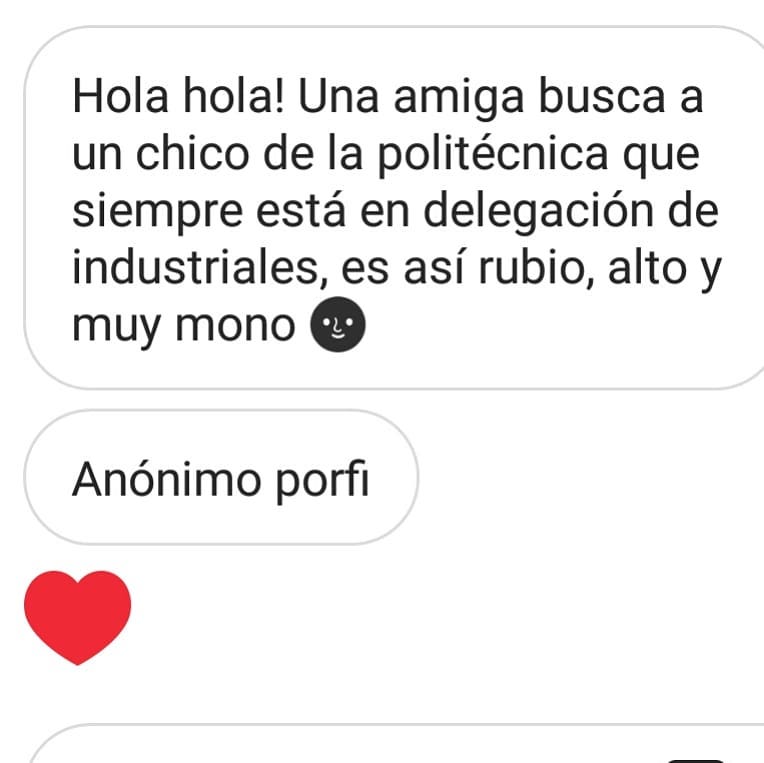 Hola hola! Una amiga busca a
un chico de la politécnica que
siempre está en delegación de
industriales, es así rubio, alto y
muy mono 🌚
Anónimo porfi